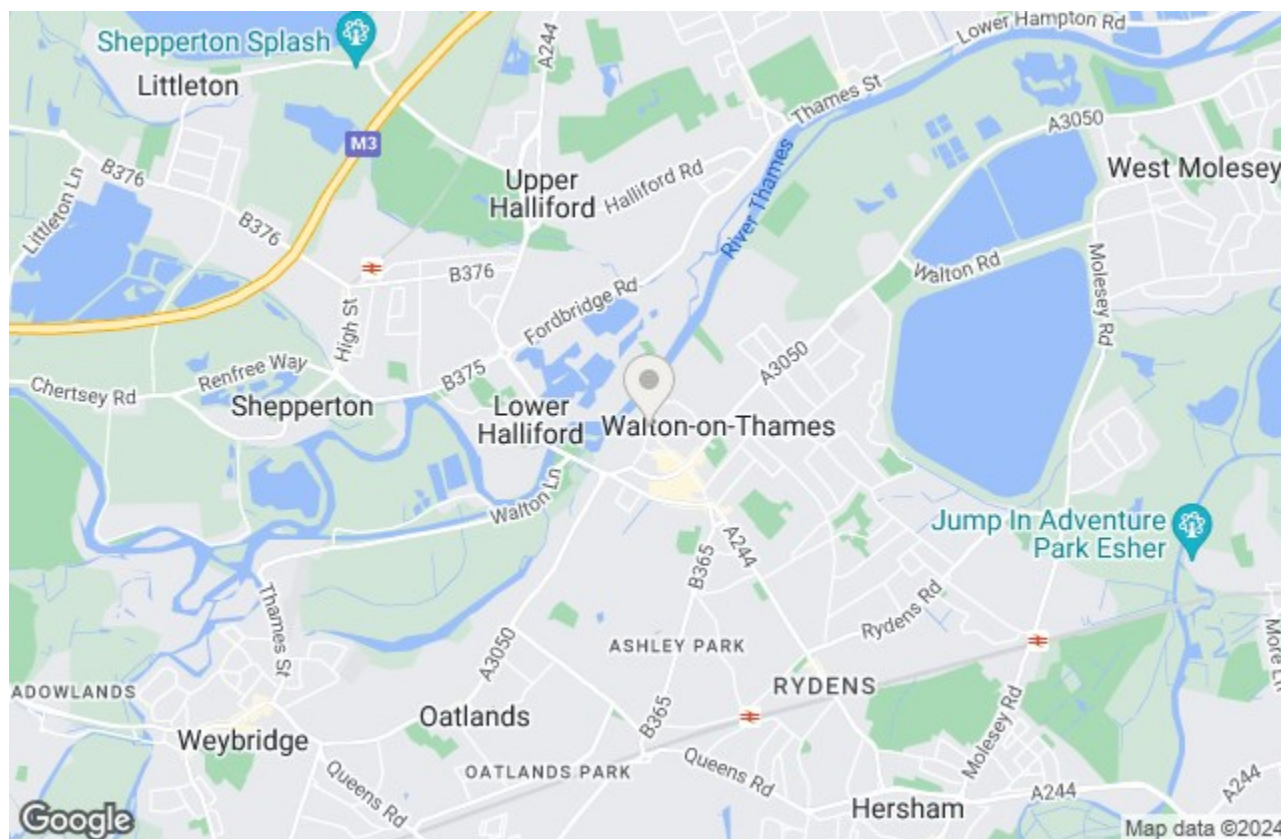 Lower Hampton Rd
Shepperton Splash
A244
Littleton
Thames St
A3050
M3
West Molesey
B376
Upper
Halliford
Halliford Rd
Littleton Ln
River Thames
B376
Walton Rd
B376
Molesey Rd
Fordbridge Rd
High St
A3050
Renfree Way
B375
Chertsey Rd
Shepperton
Lower
Halliford
Walton-on-Thames
Walton Ln
Jump In Adventure
Park Esher
A244
B365
Thames St
Rydens Rd
A3050
ASHLEY PARK
RYDENS
ADOWLANDS
Oatlands
B365
Molesey Rd
Weybridge
OATLANDS PARK
Queens Rd
Queens Rd
Hersham
A244
A244
Google
Map data ©2024